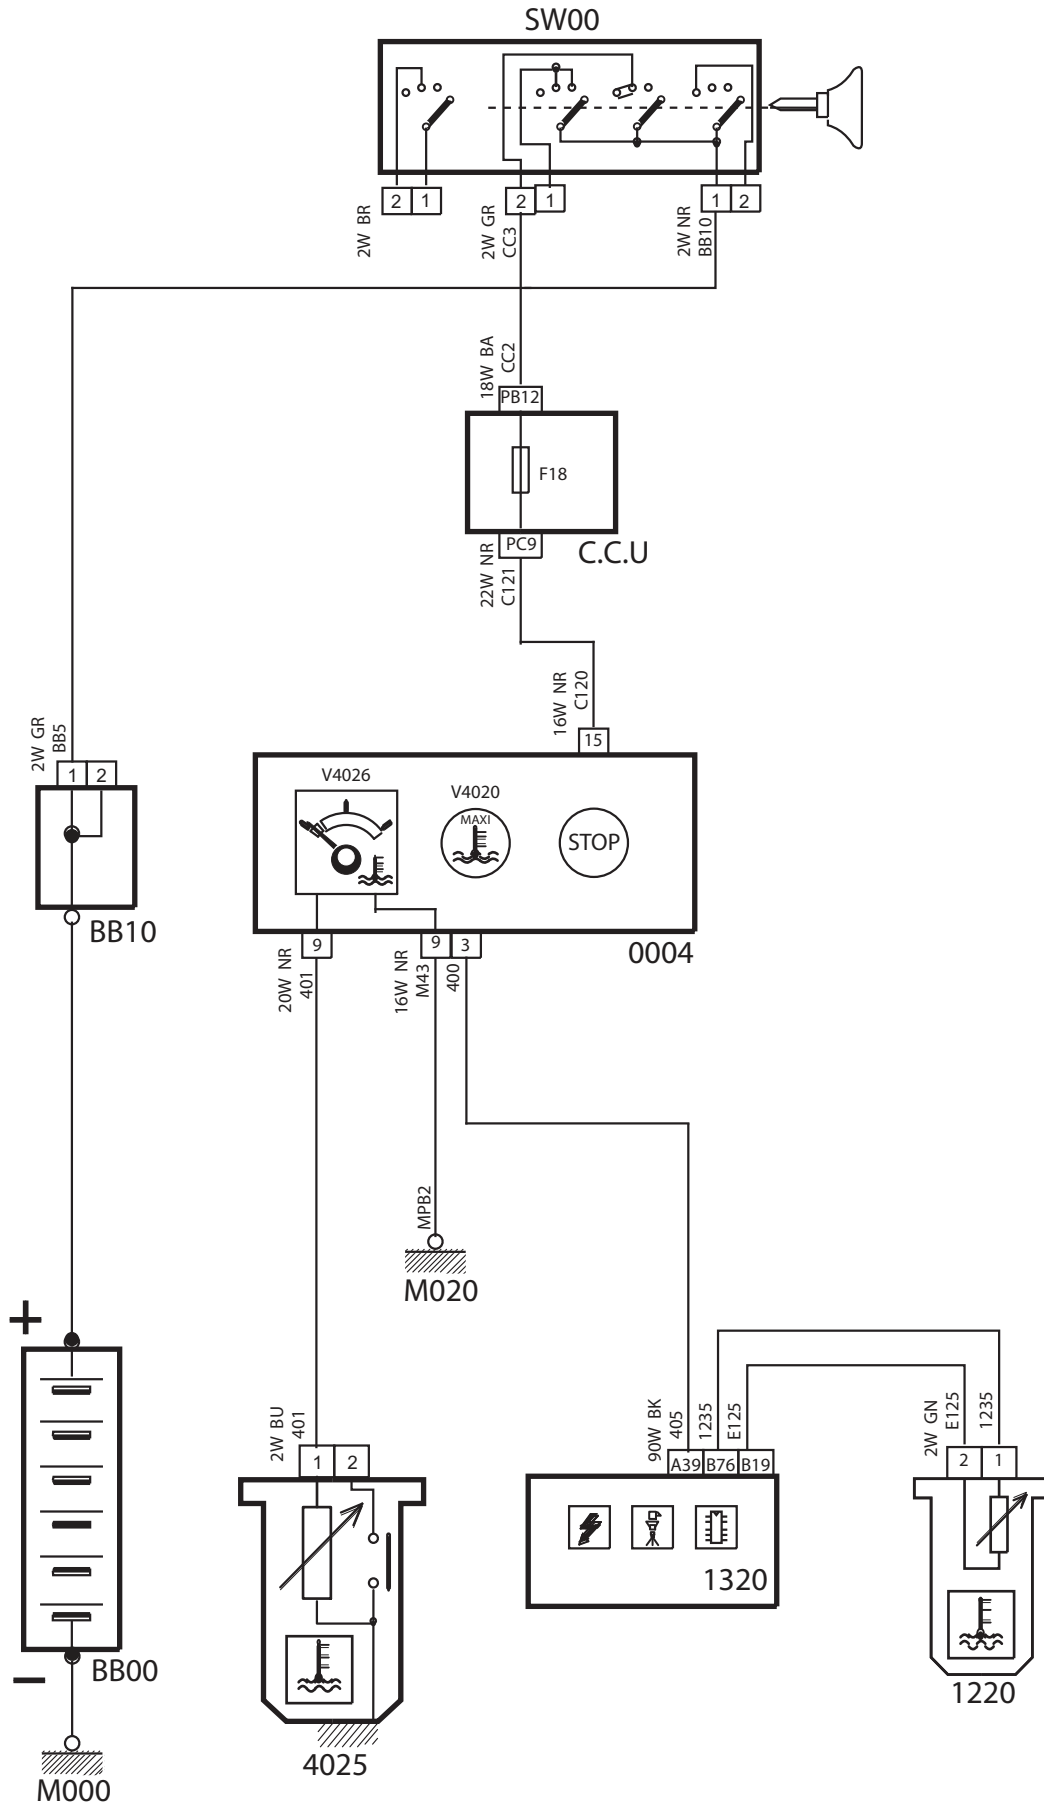 SW00
2 1
2 1
1 2
2W BR
2W GR
CC3
2W NR
BB10
18W BA
CC2
PB12
F18
PC9
C.C.U
22W NR
C121
16W NR
C120
15
2W GR
BB5
1 2
BB10
V4026
V4020
MAXI
STOP
9
9 3
0004
20W NR
401
16W NR
M43
400
MPB2
M020
+
BB00
−
M000
2W BU
401
1 2
4025
90W BK
405
1235
E125
A39 B76 B19
1320
2W GN
E125
1235
2 1
1220